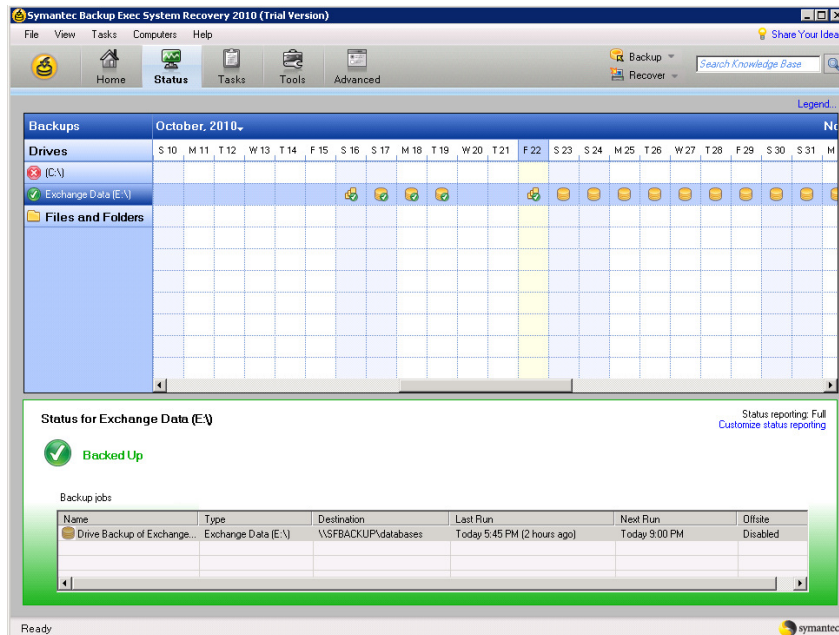 Symantec Backup Exec System Recovery 2010 (Trial Version)
File View Tasks Computers Help Share Your Idea
Home Status Tasks Tools Advanced Backup Recover Search Knowledge Base
Legend...
Backups October, 2010 No
Drives S 10 M 11 T 12 W 13 T 14 F 15 S 16 S 17 M 18 T 19 W 20 T 21 F 22 S 23 S 24 M 25 T 26 W 27 T 28 F 29 S 30 S 31 M
(C:\)
Exchange Data (E:\)
Files and Folders
Status for Exchange Data (E:\) Status reporting: Full
Customize status reporting
Backed Up
Backup jobs
Name Type Destination Last Run Next Run Offsite
Drive Backup of Exchange... Exchange Data (E:\) \\SFBACKUP\databases Today 5:45 PM (2 hours ago) Today 9:00 PM Disabled
Ready symantec